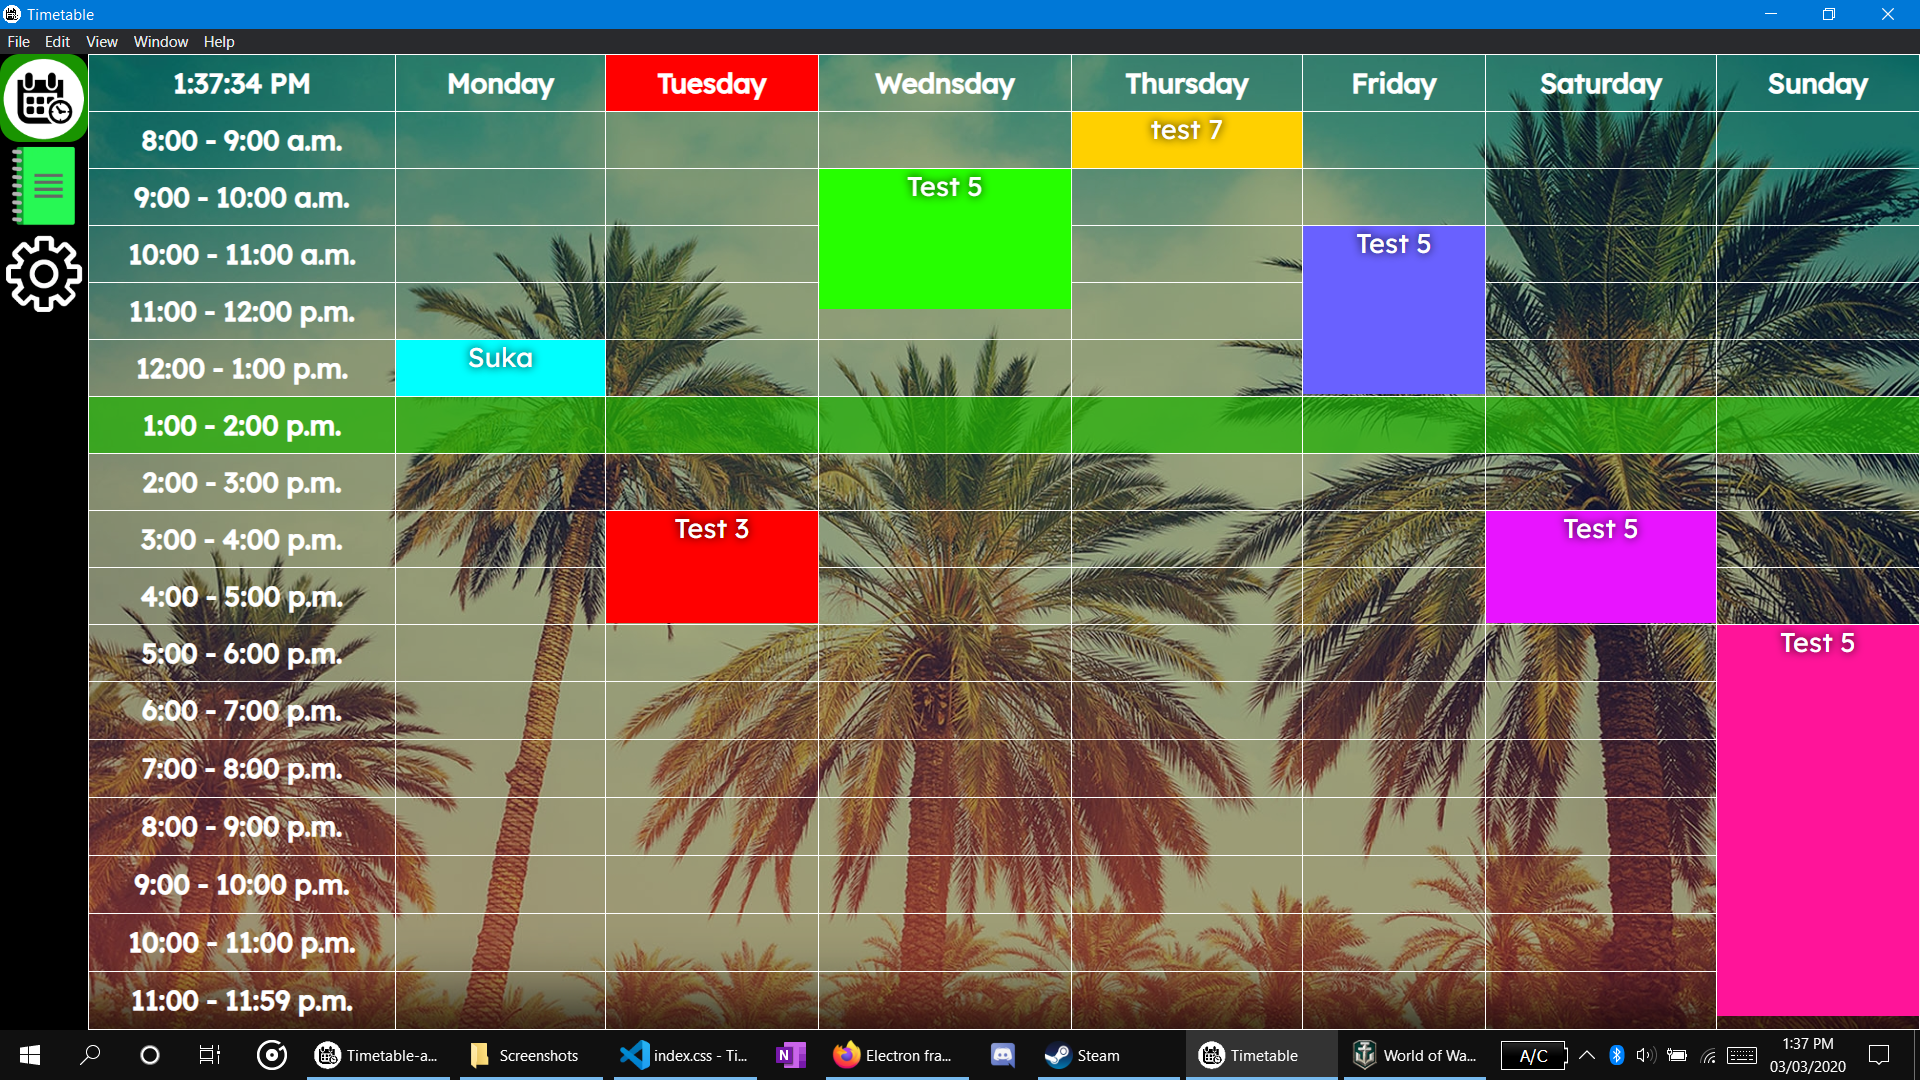 Timetable
File Edit View Window Help
1:37:34 PM Monday Tuesday Wednsday Thursday Friday Saturday Sunday
8:00 - 9:00 a.m. test 7
9:00 - 10:00 a.m. Test 5
10:00 - 11:00 a.m. Test 5
11:00 - 12:00 p.m.
12:00 - 1:00 p.m. Suka
1:00 - 2:00 p.m.
2:00 - 3:00 p.m.
3:00 - 4:00 p.m. Test 3 Test 5
4:00 - 5:00 p.m.
5:00 - 6:00 p.m. Test 5
6:00 - 7:00 p.m.
7:00 - 8:00 p.m.
8:00 - 9:00 p.m.
9:00 - 10:00 p.m.
10:00 - 11:00 p.m.
11:00 - 11:59 p.m.
Timetable-a... Screenshots index.css - Ti... N Electron fra... Steam Timetable World of Wa... A/C 1:37 PM
03/03/2020